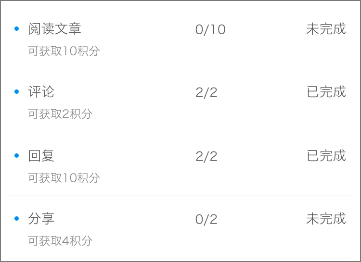 阅读文章 0/10 未完成
可获取10积分
评论 2/2 已完成
可获取2积分
回复 2/2 已完成
可获取10积分
分享 0/2 未完成
可获取4积分